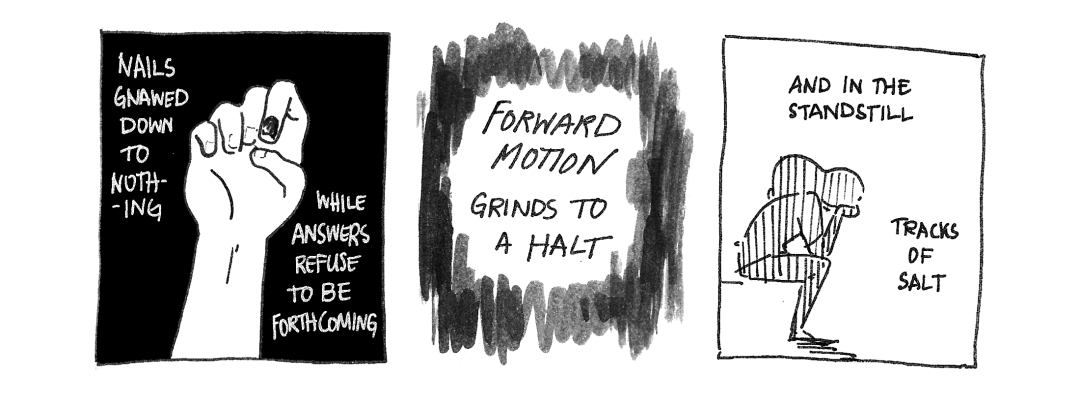 NAILS
GNAWED
DOWN
TO
NOTH-
-ING
WHILE
ANSWERS
REFUSE
TO BE
FORTHCOMING
FORWARD
MOTION
GRINDS TO
A HALT
AND IN THE
STANDSTILL
TRACKS
OF
SALT